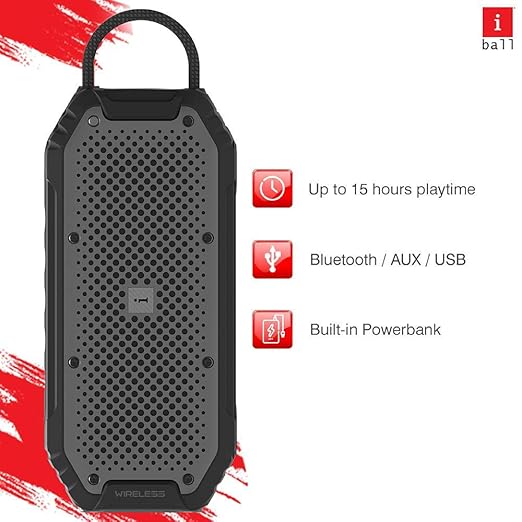 i
ball
Up to 15 hours playtime
Bluetooth / AUX / USB
Built-in Powerbank
i
WIRELESS